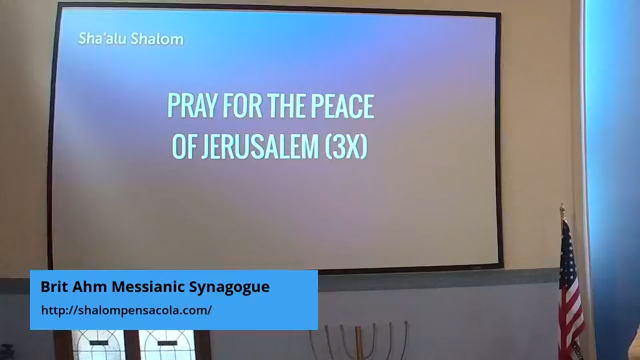 Sha'alu Shalom
PRAY FOR THE PEACE
OF JERUSALEM (3X)
Brit Ahm Messianic Synagogue
http://shalompensacola.com/